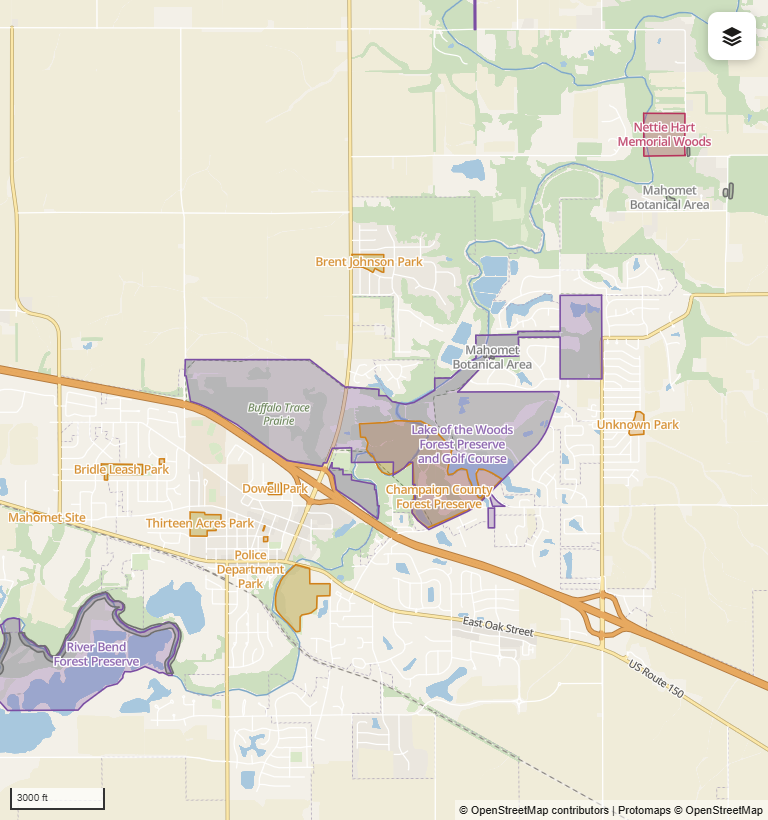 Nettie Hart
Memorial Woods
Mahomet
Botanical Area
Brent Johnson Park
Mahomet
Botanical Area
Buffalo Trace
Prairie
Lake of the Woods
Forest Preserve
and Golf Course
Unknown Park
Bridle Leash Park
Dowell Park
Champaign County
Forest Preserve
Mahomet Site
Thirteen Acres Park
Police
Department
Park
East Oak Street
River Bend
Forest Preserve
US Route 150
3000 ft
© OpenStreetMap contributors | Protomaps © OpenStreetMap